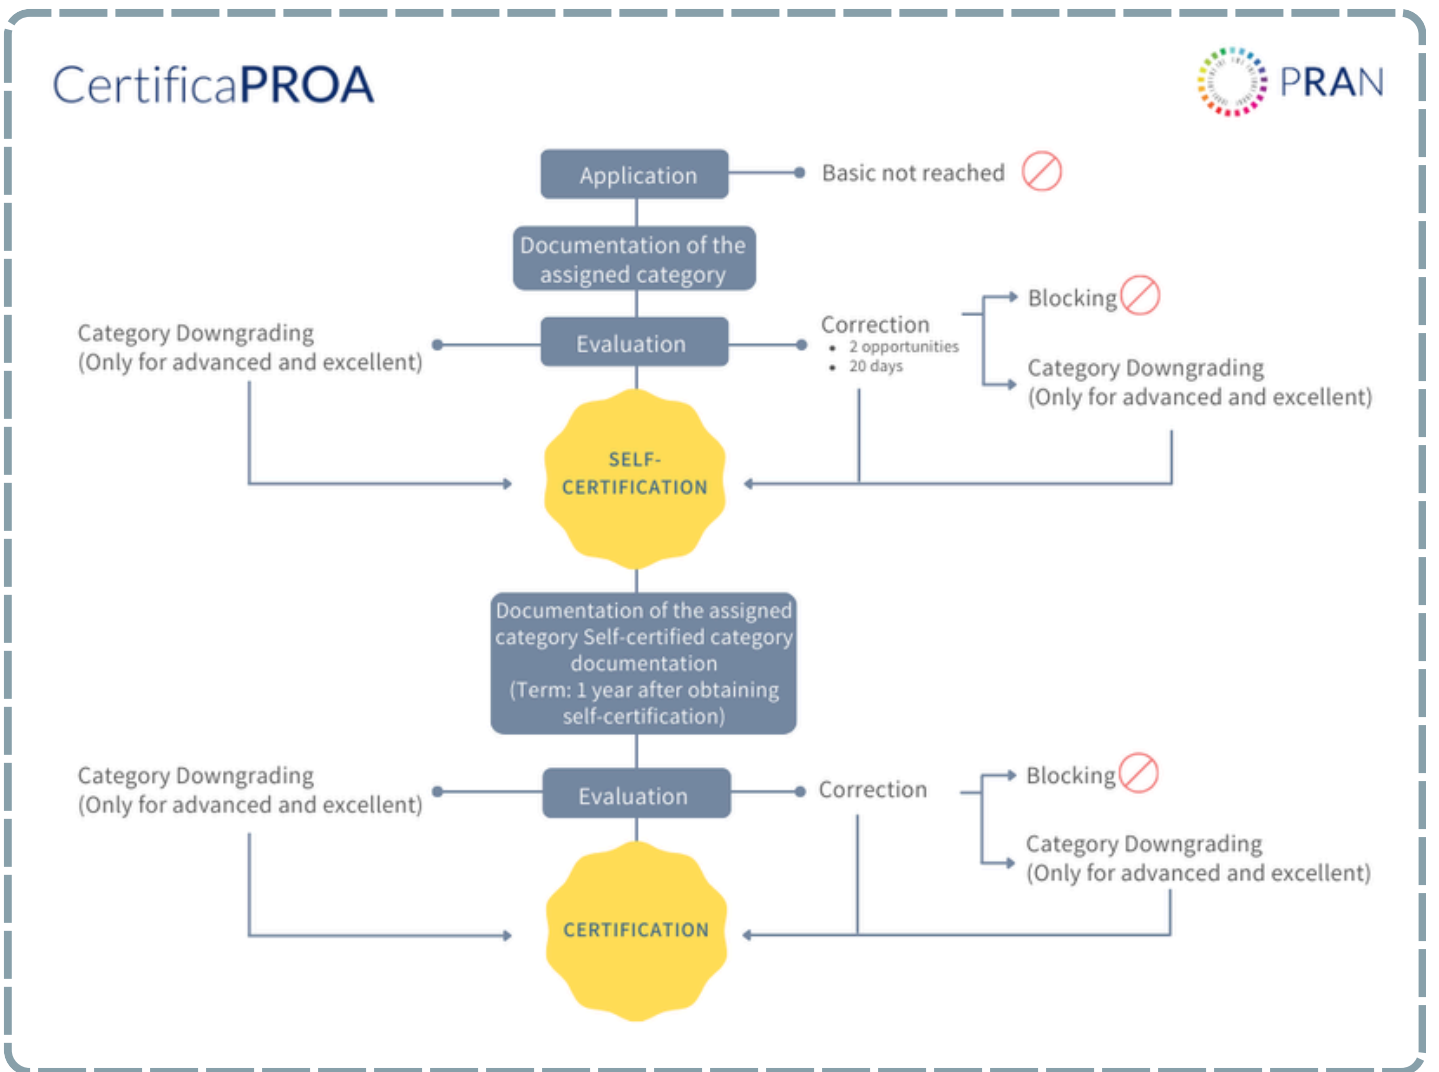 CertificaPROA
PRAN
Application
Basic not reached
Documentation of the
assigned category
Category Downgrading
(Only for advanced and excellent)
Evaluation
Correction
• 2 opportunities
• 20 days
Blocking
Category Downgrading
(Only for advanced and excellent)
SELF-
CERTIFICATION
Documentation of the assigned
category Self-certified category
documentation
(Term: 1 year after obtaining
self-certification)
Category Downgrading
(Only for advanced and excellent)
Evaluation
Correction
Blocking
Category Downgrading
(Only for advanced and excellent)
CERTIFICATION